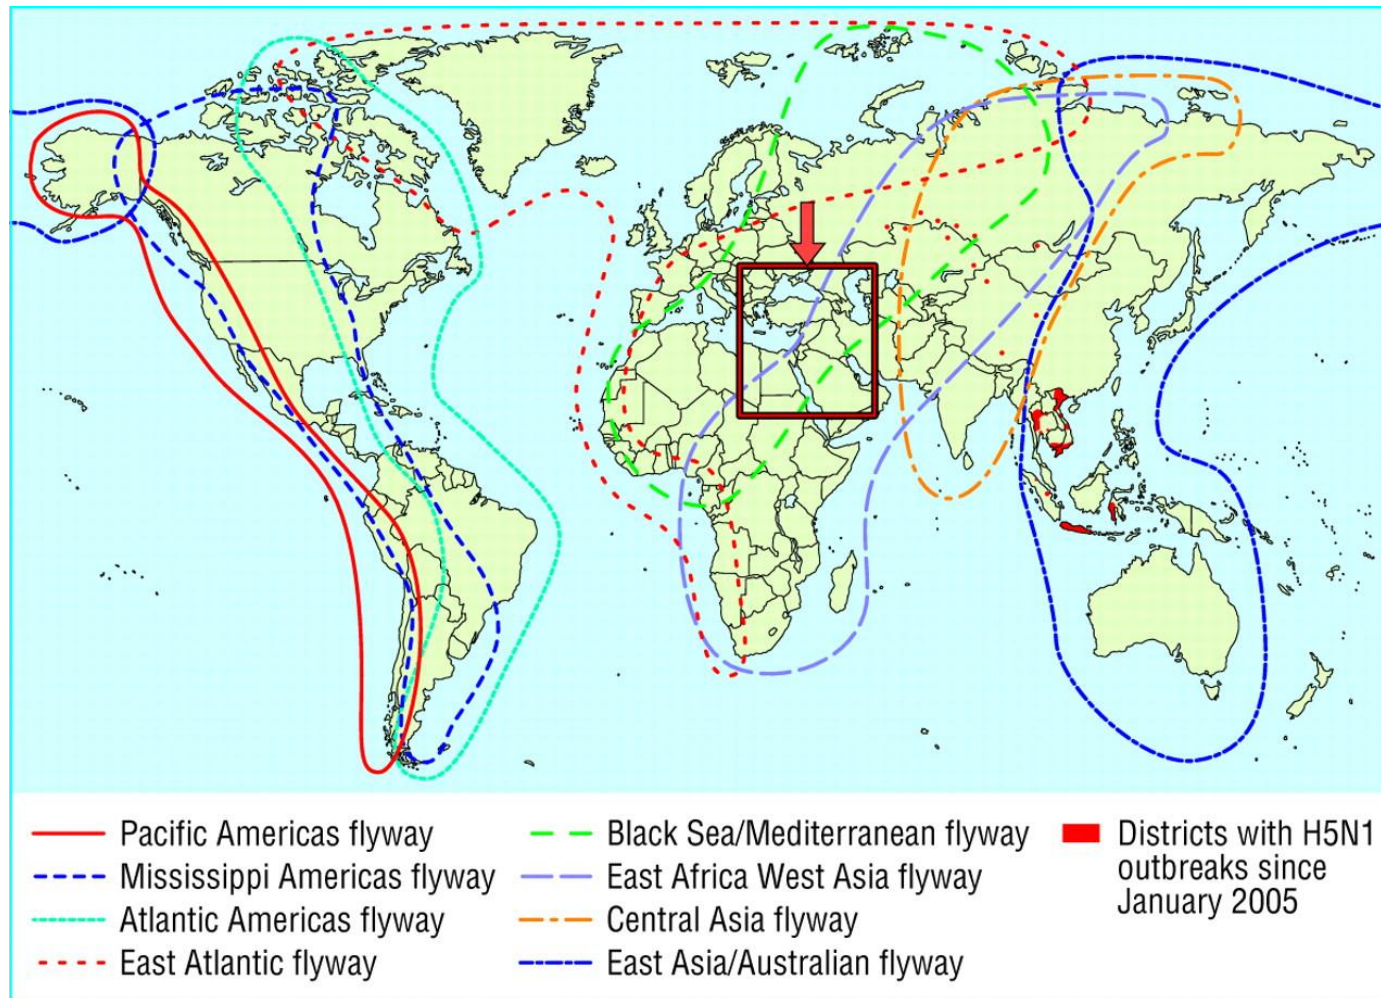 Pacific Americas flyway
Mississippi Americas flyway
Atlantic Americas flyway
East Atlantic flyway
Black Sea/Mediterranean flyway
East Africa West Asia flyway
Central Asia flyway
East Asia/Australian flyway
Districts with H5N1
outbreaks since
January 2005